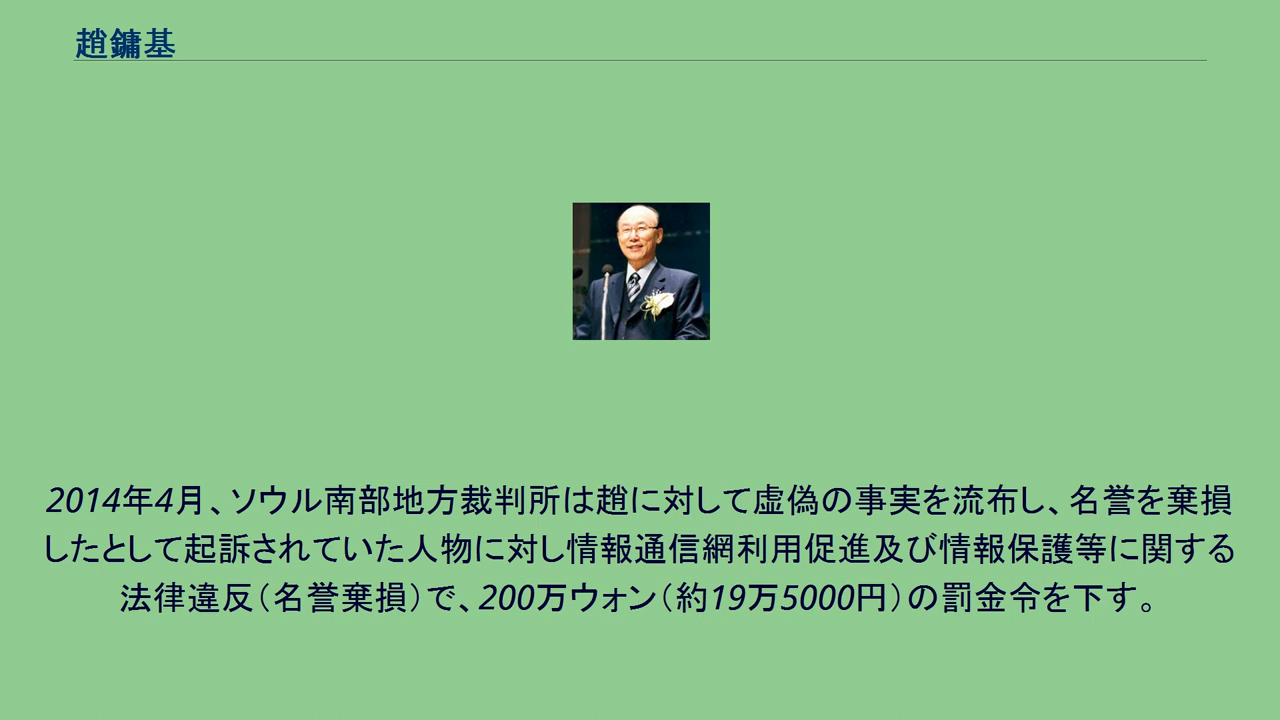 趙鏞基
2014年4月、ソウル南部地方裁判所は趙に対して虚偽の事実を流布し、名誉を棄損
したとして起訴されていた人物に対し情報通信網利用促進及び情報保護等に関する
法律違反（名誉棄損）で、200万ウォン（約19万5000円）の罰金令を下す。